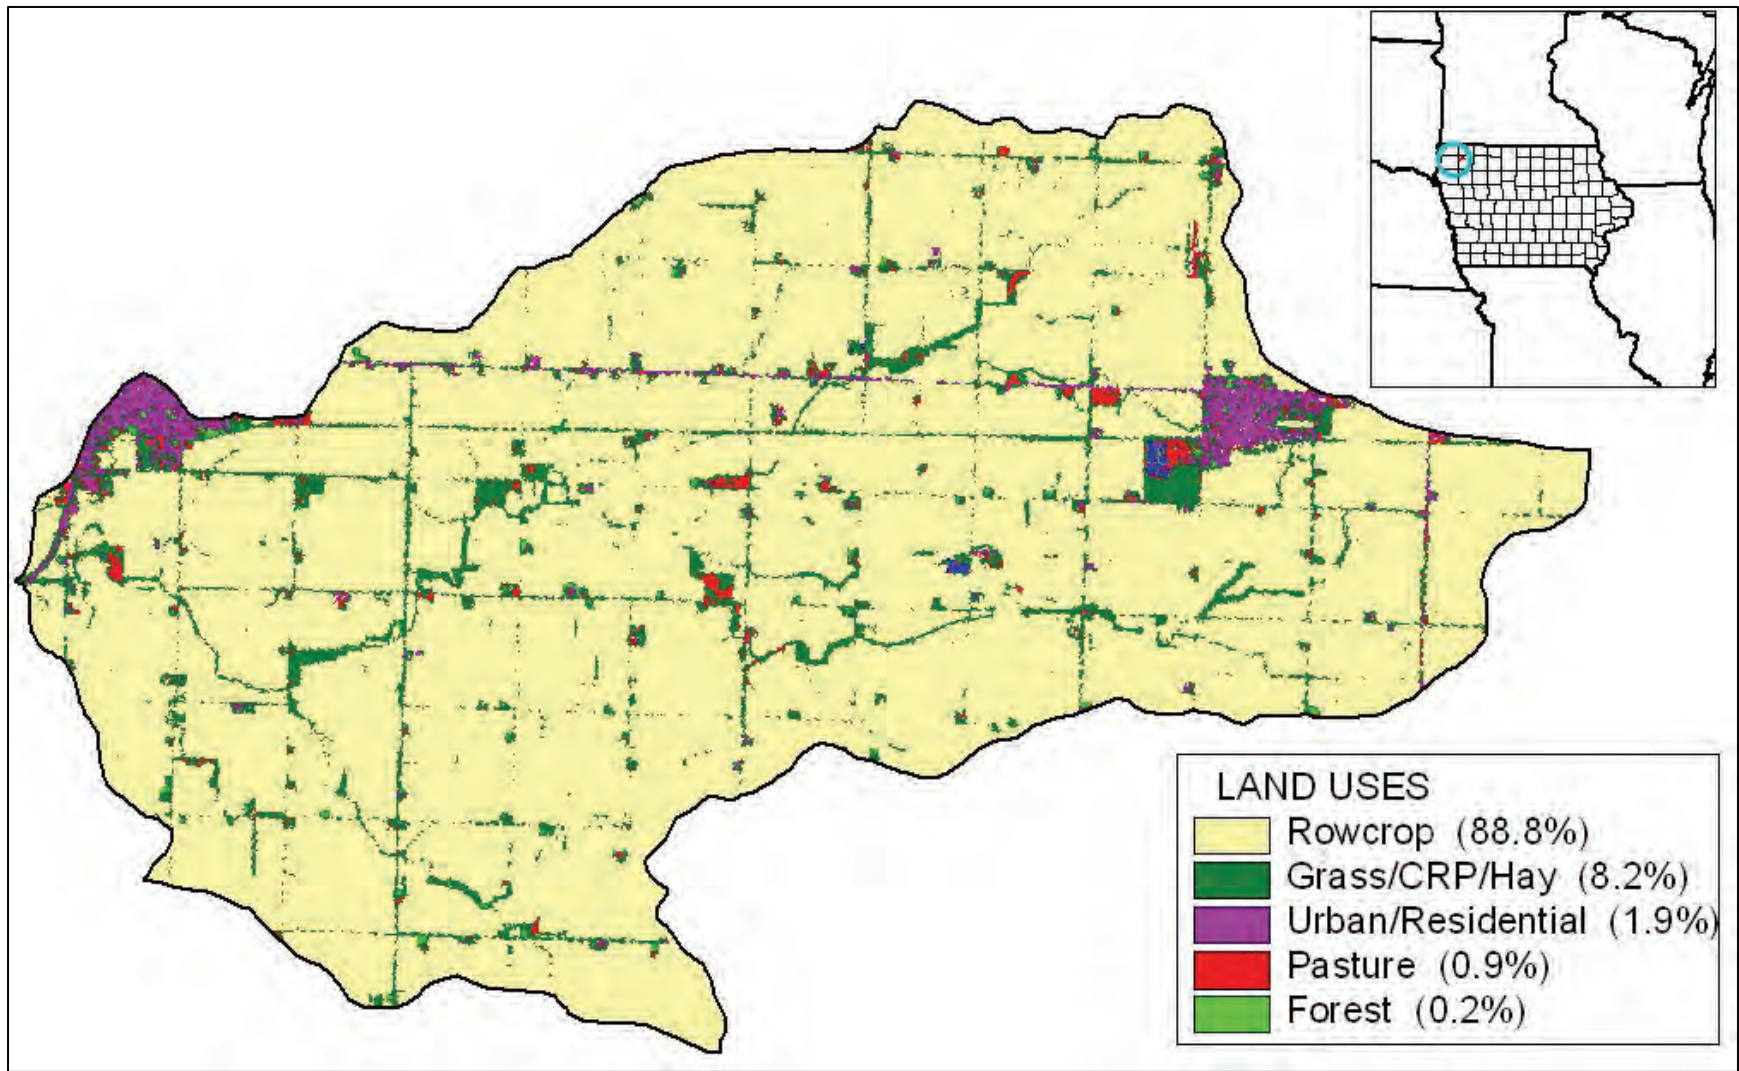 LAND USES
Rowcrop (88.8%)
Grass/CRP/Hay (8.2%)
Urban/Residential (1.9%)
Pasture (0.9%)
Forest (0.2%)